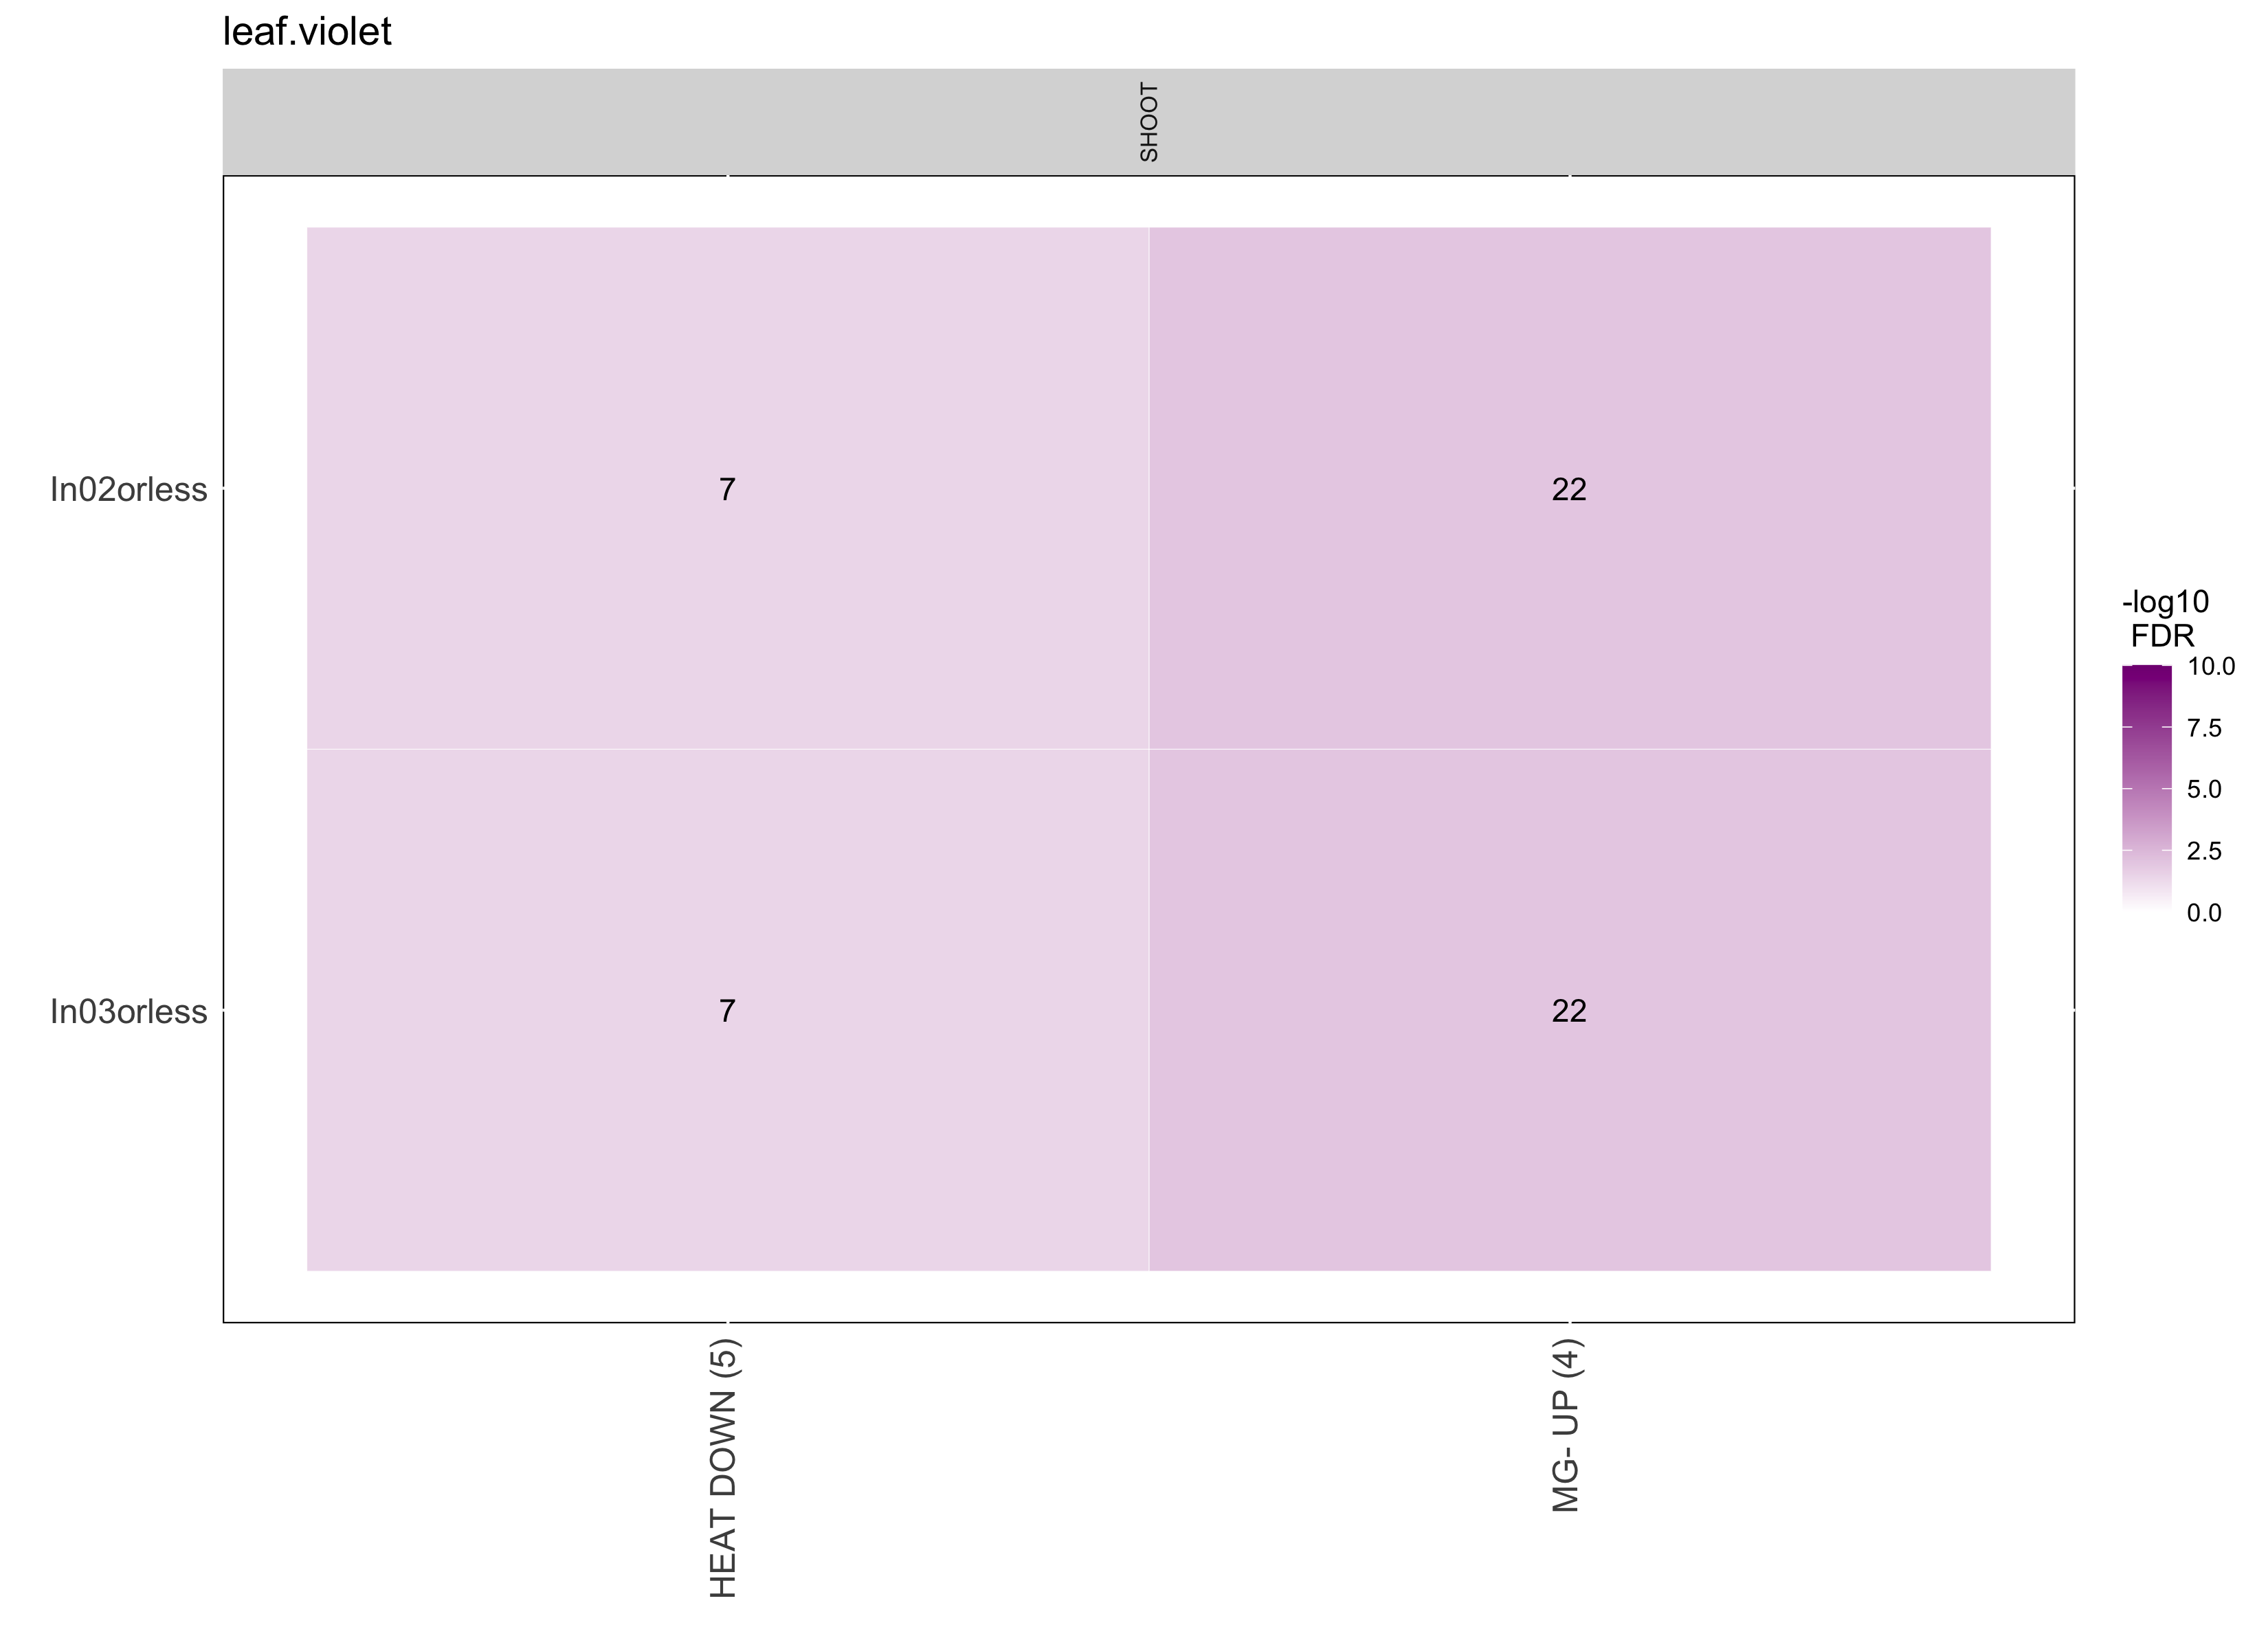 leaf.violet
SHOOT
In02orless
7
22
In03orless
7
22
HEAT DOWN (5)
MG- UP (4)
-log10
FDR
10.0
7.5
5.0
2.5
0.0